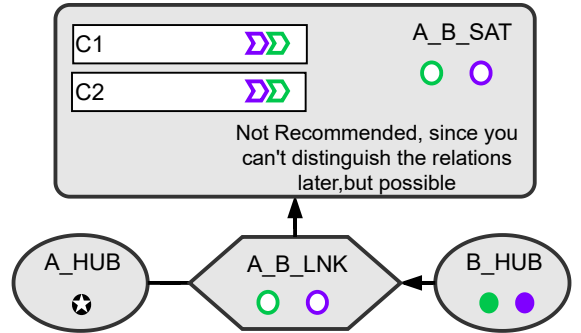 C1
A_B_SAT
C2
Not Recommended, since you
can't distinguish the relations
later,but possible
A_HUB
A_B_LNK
B_HUB